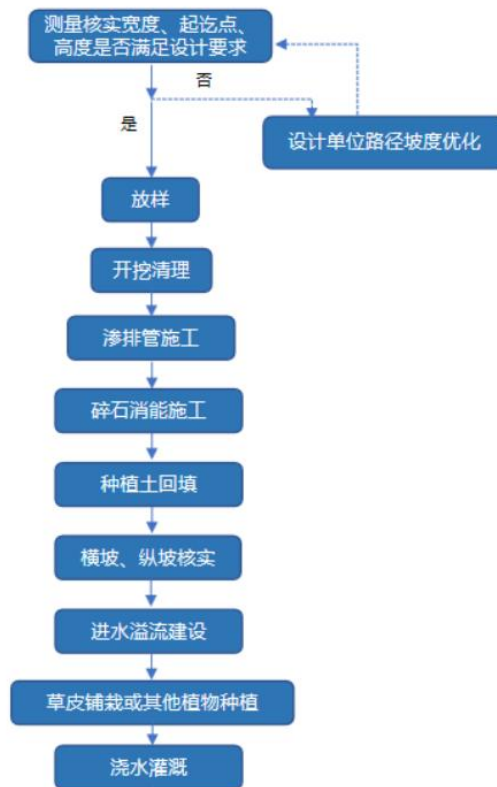 测量核实宽度、起讫点、
高度是否满足设计要求
否
是
设计单位路径坡度优化
放样
开挖清理
渗排管施工
碎石消能施工
种植土回填
横坡、纵坡核实
进水溢流建设
草皮铺栽或其他植物种植
浇水灌溉